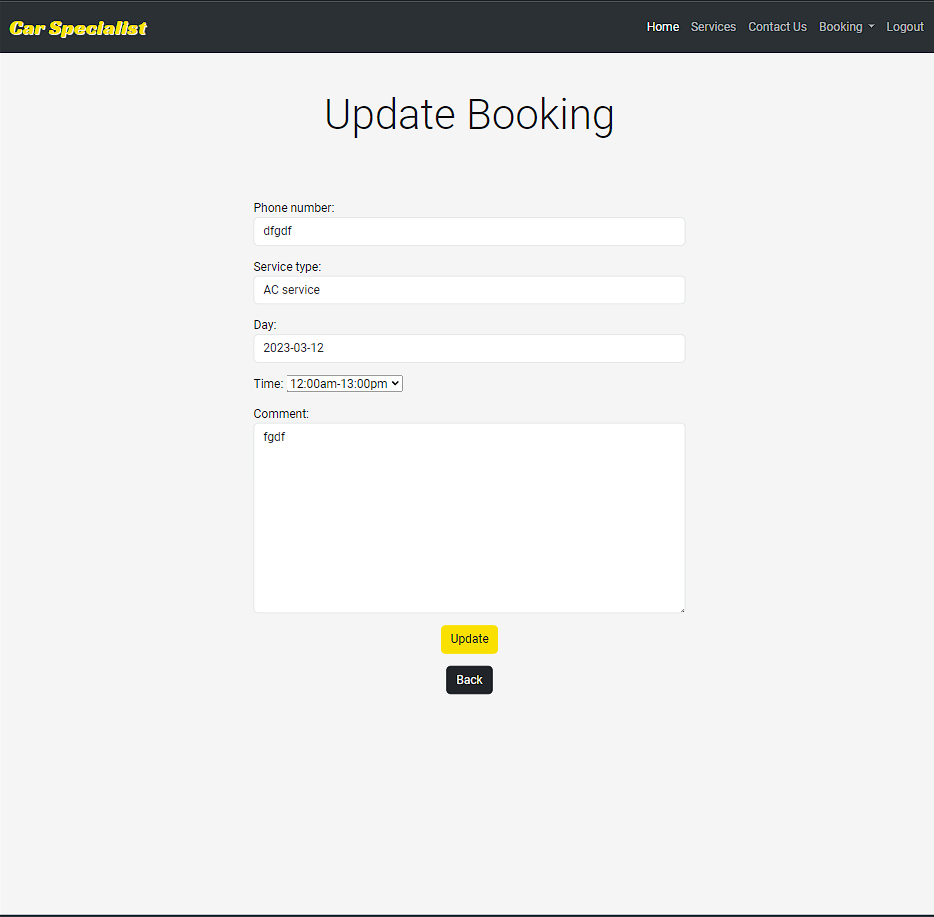 Car Specialist
Home Services Contact Us Booking Logout
Update Booking
Phone number:
dfgdf
Service type:
AC service
Day:
2023-03-12
Time: 12:00am-13:00pm
Comment:
fgdf
Update
Back